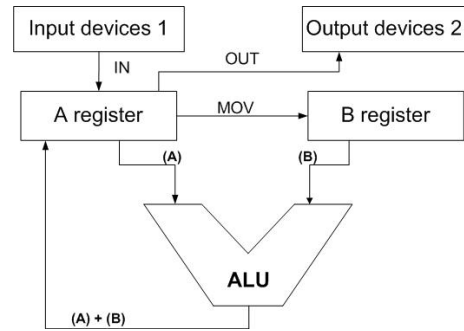 Input devices 1
Output devices 2
IN
OUT
A register
MOV
B register
(A)
(B)
ALU
(A) + (B)